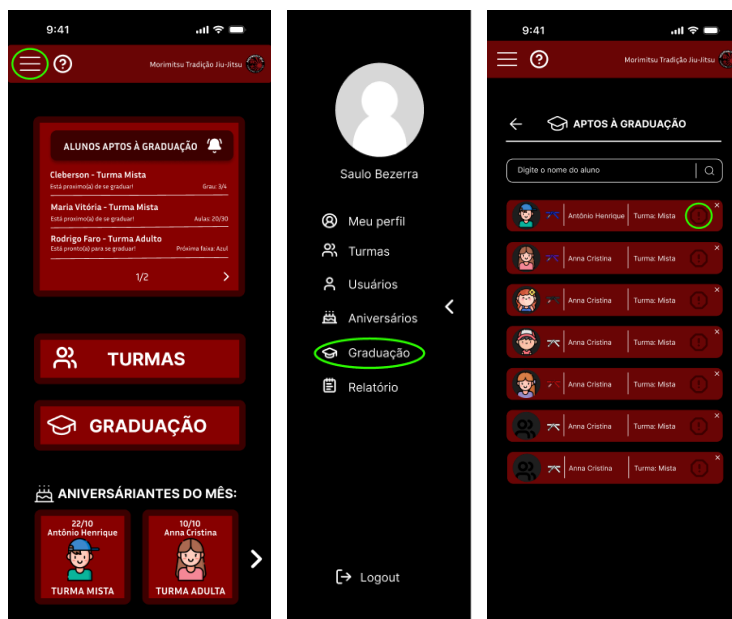 9:41
Morimitsu Tradição Jiu-Jitsu
ALUNOS APTOS À GRADUAÇÃO
Cleberson - Turma Mista
Está proximo(a) de se graduar! Grau: 3/4
Maria Vitória - Turma Mista
Está proximo(a) de se graduar! Aulas: 20/30
Rodrigo Faro - Turma Adulto
Está pronto(a) para se graduar! Próxima faixa: Azul
1/2
TURMAS
GRADUAÇÃO
ANIVERSÁRIANTES DO MÊS:
22/10
Antônio Henrique
TURMA MISTA
10/10
Anna Cristina
TURMA ADULTA
Saulo Bezerra
Meu perfil
Turmas
Usuários
Aniversários
Graduação
Relatório
Logout
9:41
Morimitsu Tradição Jiu-Jitsu
APTOS À GRADUAÇÃO
Digite o nome do aluno
Antônio Henrique Turma: Mista
Anna Cristina Turma: Mista
Anna Cristina Turma: Mista
Anna Cristina Turma: Mista
Anna Cristina Turma: Mista
Anna Cristina Turma: Mista
Anna Cristina Turma: Mista